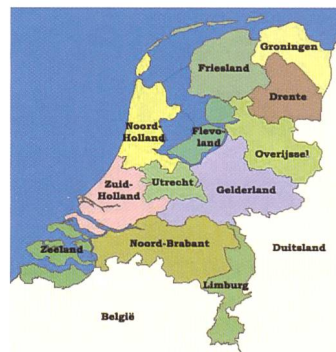 Groningen
Friesland
Drente
Noord-
Holland
Flevo-
land
Overijssel
Utrecht
Zuid-
Holland
Gelderland
Zeeland
Noord-Brabant
Duitsland
Limburg
België